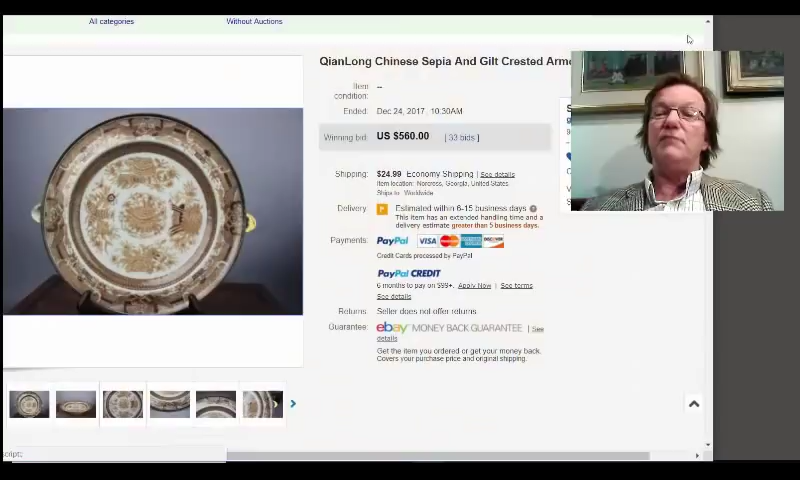 All categories Without Auctions
QianLong Chinese Sepia And Gilt Crested Armo
Item condition: --
Ended: Dec 24, 2017 , 10:30AM
Winning bid: US $560.00 [ 33 bids ]
Shipping: $24.99 Economy Shipping | See details
Item location: Norcross, Georgia, United States
Ships to: Worldwide
Delivery: Estimated within 6-15 business days ?
This item has an extended handling time and a
delivery estimate greater than 5 business days.
Payments: PayPal VISA MasterCard DISCOVER
Credit Cards processed by PayPal
PayPal CREDIT
6 months to pay on $99+. Apply Now | See terms
See details
Returns: Seller does not offer returns.
Guarantee: ebay MONEY BACK GUARANTEE | See
details
Get the item you ordered or get your money back.
Covers your purchase price and original shipping.
script: